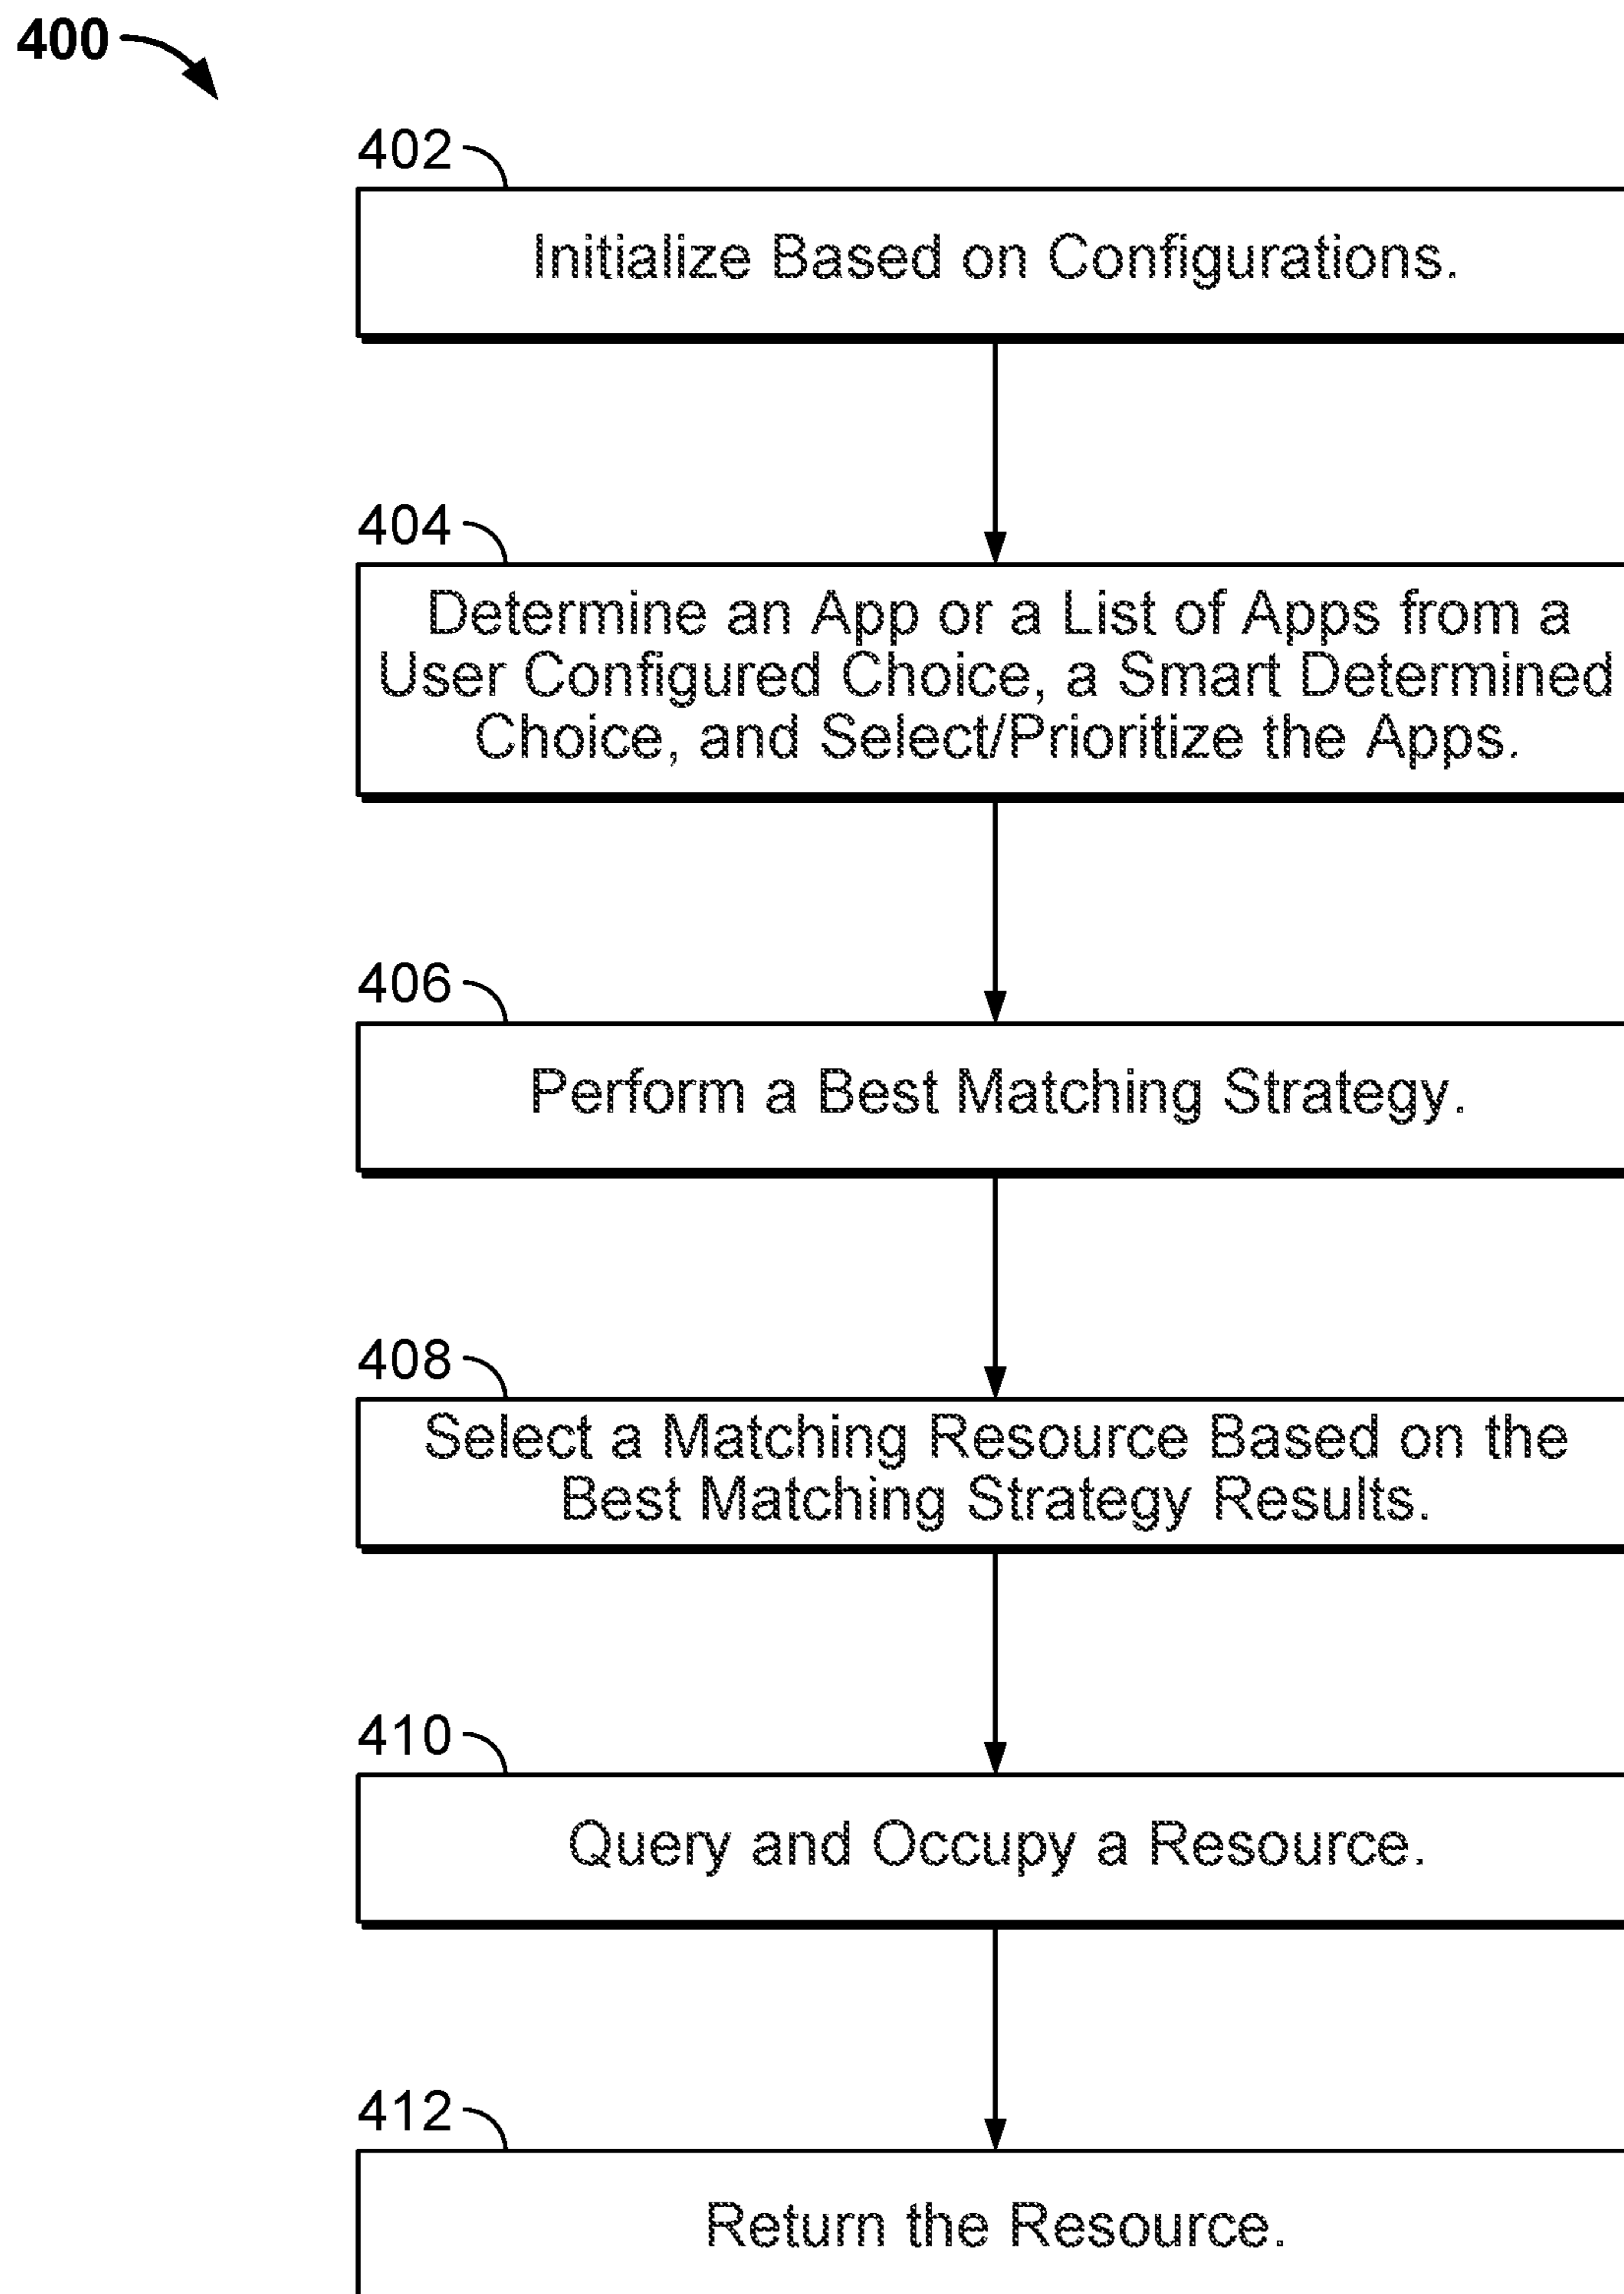 400
402
Initialize Based on Configurations.
404
Determine an App or a List of Apps from a
User Configured Choice, a Smart Determined
Choice, and Select/Prioritize the Apps.
406
Perform a Best Matching Strategy.
408
Select a Matching Resource Based on the
Best Matching Strategy Results.
410
Query and Occupy a Resource.
412
Return the Resource.